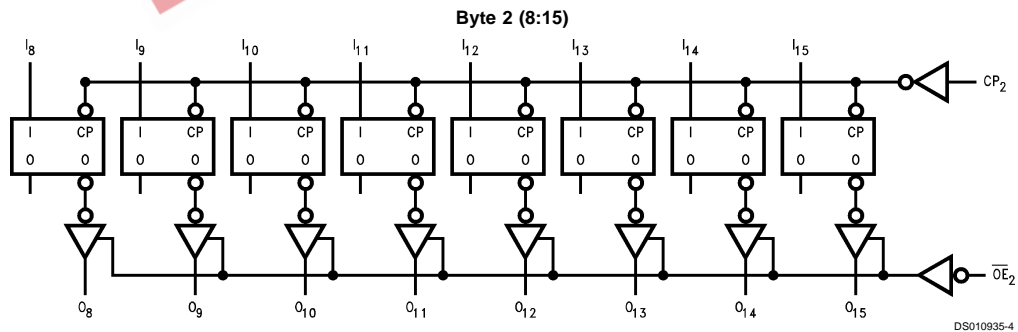 Byte 2 (8:15)
I8 I9 I10 I11 I12 I13 I14 I15
CP2
I CP I CP I CP I CP I CP I CP I CP I CP
O O O O O O O O O O O O O O O O
OE2
O8 O9 O10 O11 O12 O13 O14 O15
DS010935-4